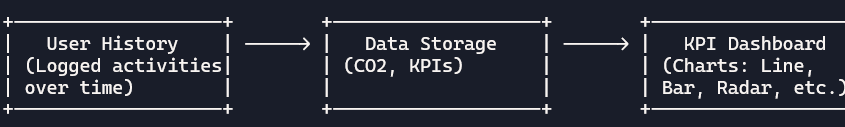 User History
(Logged activities
over time)
Data Storage
(CO2, KPIs)
KPI Dashboard
(Charts: Line,
Bar, Radar, etc.)